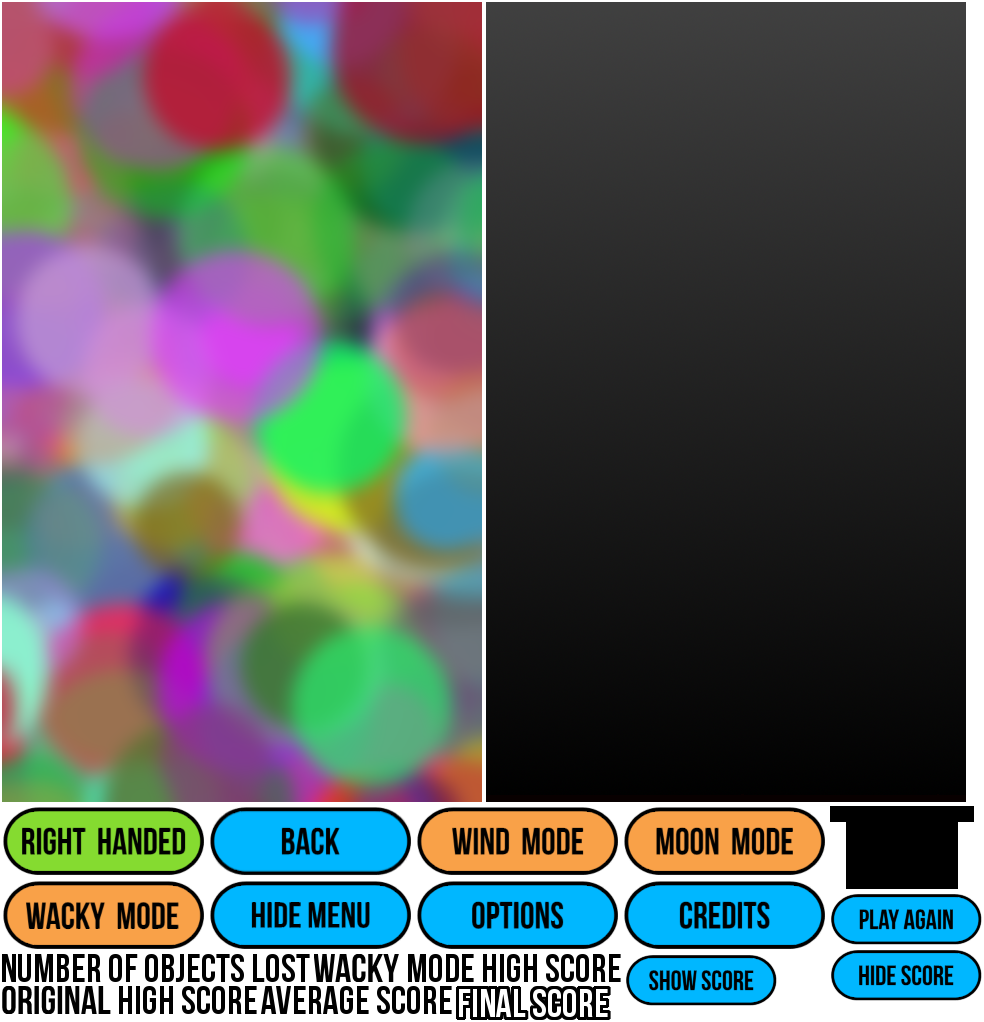 RIGHT HANDED
BACK
WIND MODE
MOON MODE
WACKY MODE
HIDE MENU
OPTIONS
CREDITS
PLAY AGAIN
NUMBER OF OBJECTS LOST
WACKY MODE HIGH SCORE
SHOW SCORE
HIDE SCORE
ORIGINAL HIGH SCORE
AVERAGE SCORE
FINAL SCORE